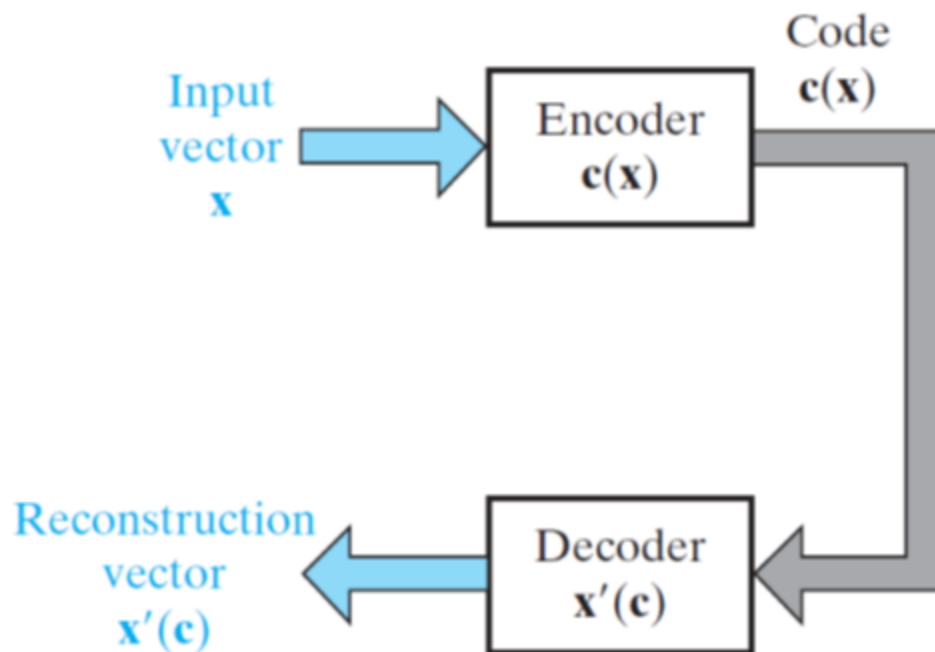 Code
c(x)
Input
vector
x
Encoder
c(x)
Reconstruction
vector
x′(c)
Decoder
x′(c)